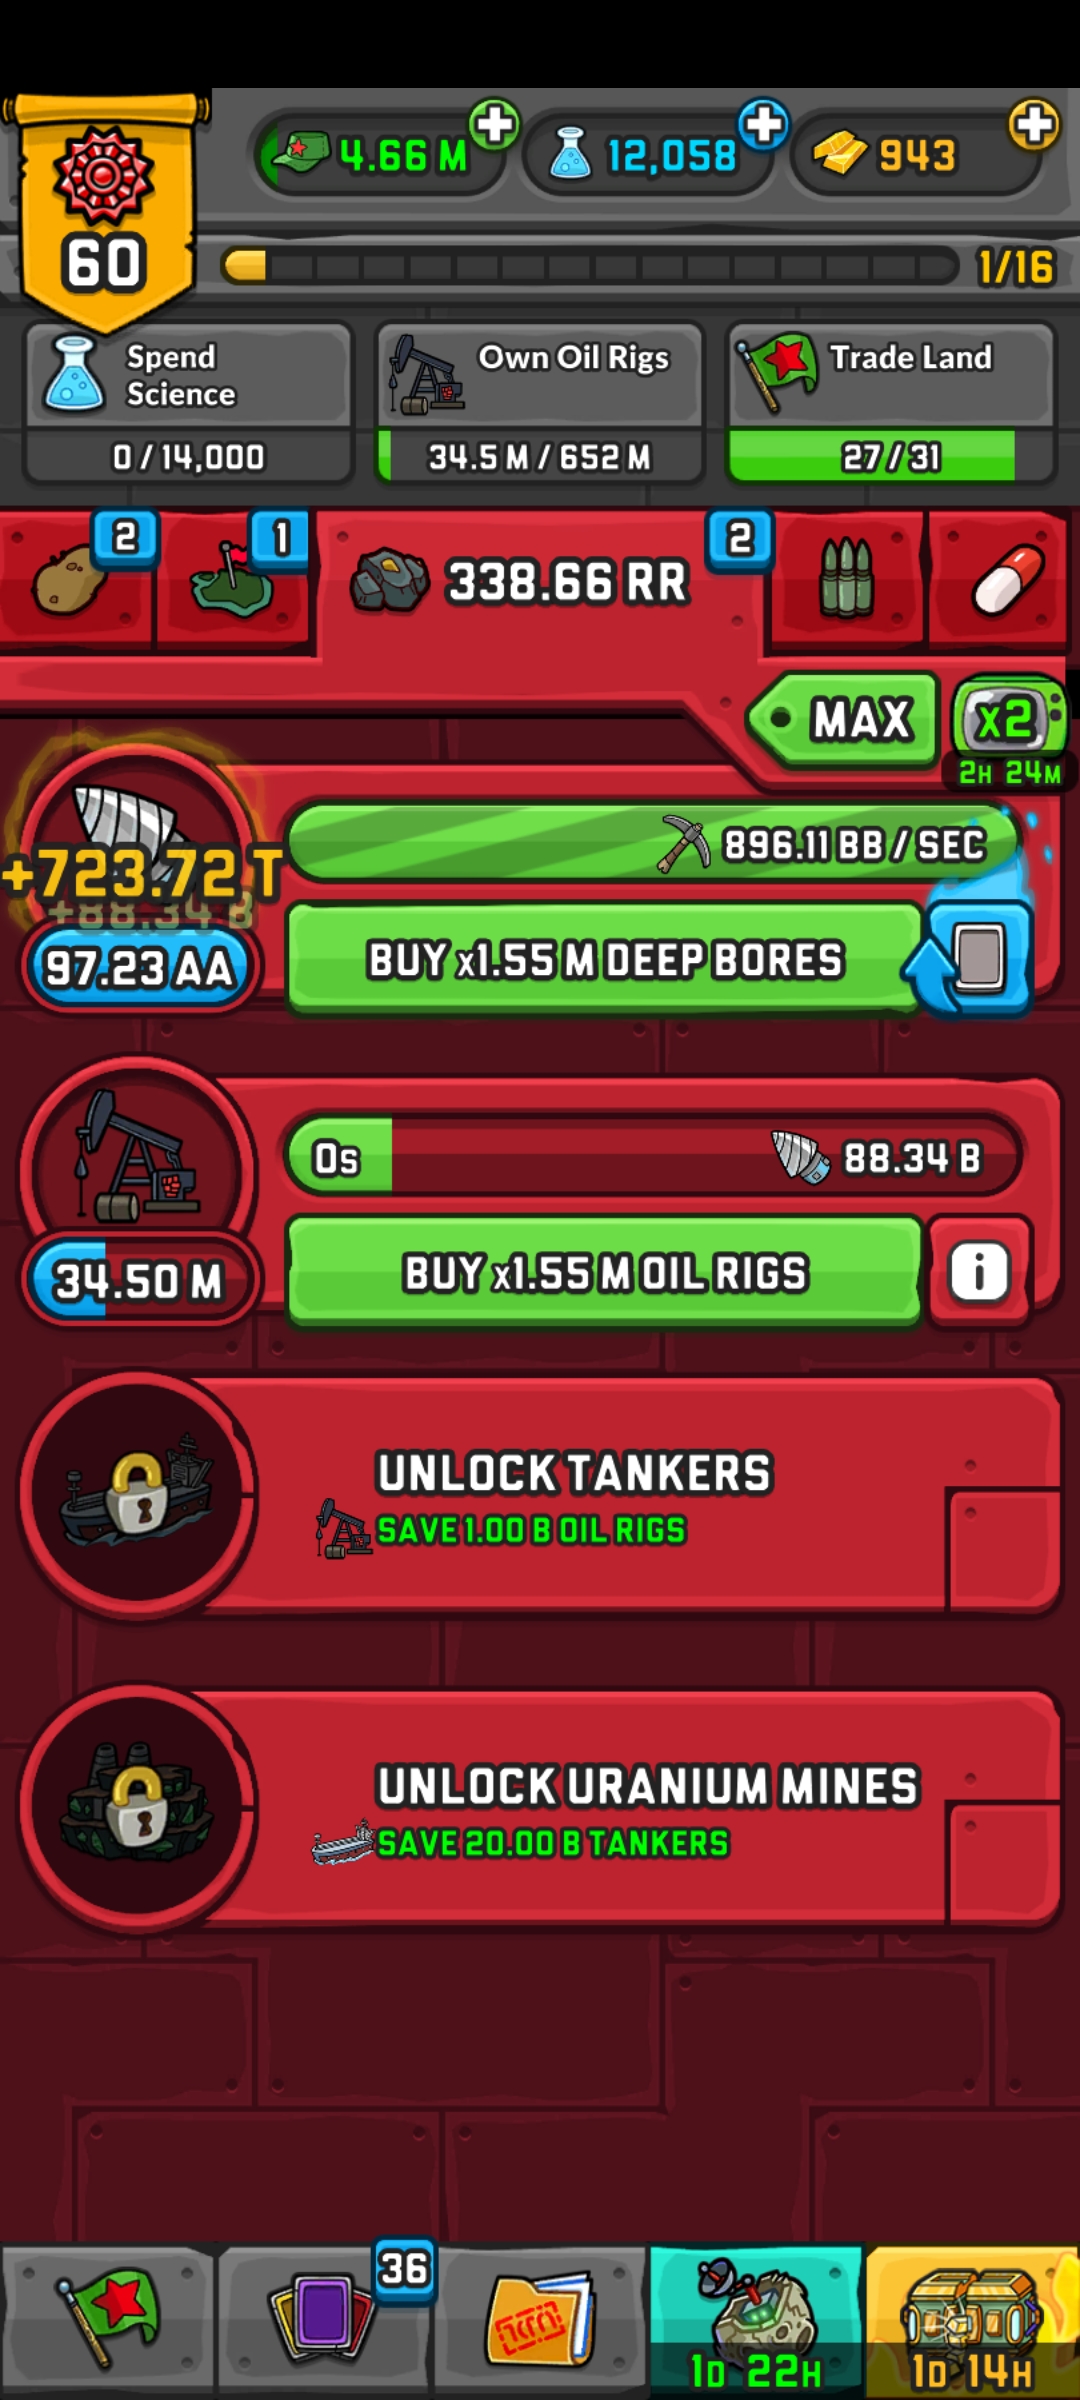 4.66 M
12,058
943
60
1/16
Spend
Science
0 / 14,000
Own Oil Rigs
34.5 M / 652 M
Trade Land
27 / 31
2
1
338.66 RR
2
MAX
x2
2H 24M
896.11 BB / SEC
+723.72 T
+88.34 B
97.23 AA
BUY x1.55 M DEEP BORES
0s
88.34 B
34.50 M
BUY x1.55 M OIL RIGS
i
UNLOCK TANKERS
SAVE 1.00 B OIL RIGS
UNLOCK URANIUM MINES
SAVE 20.00 B TANKERS
36
1D 22H
1D 14H